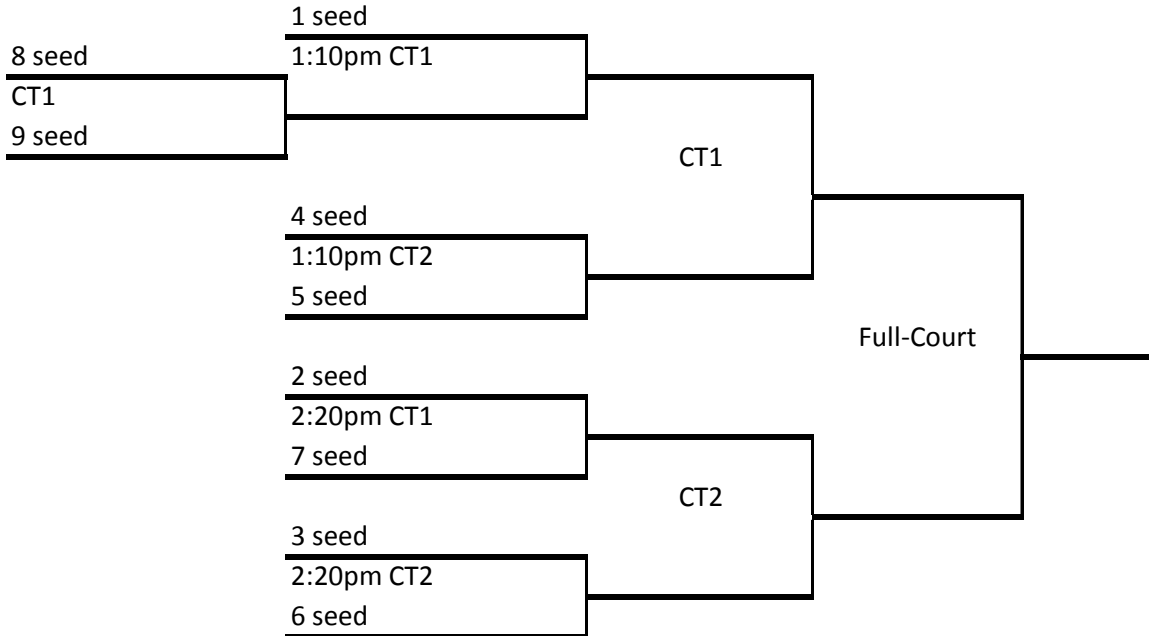 1 seed
8 seed
1:10pm CT1
CT1
9 seed
CT1
4 seed
1:10pm CT2
5 seed
Full-Court
2 seed
2:20pm CT1
7 seed
CT2
3 seed
2:20pm CT2
6 seed